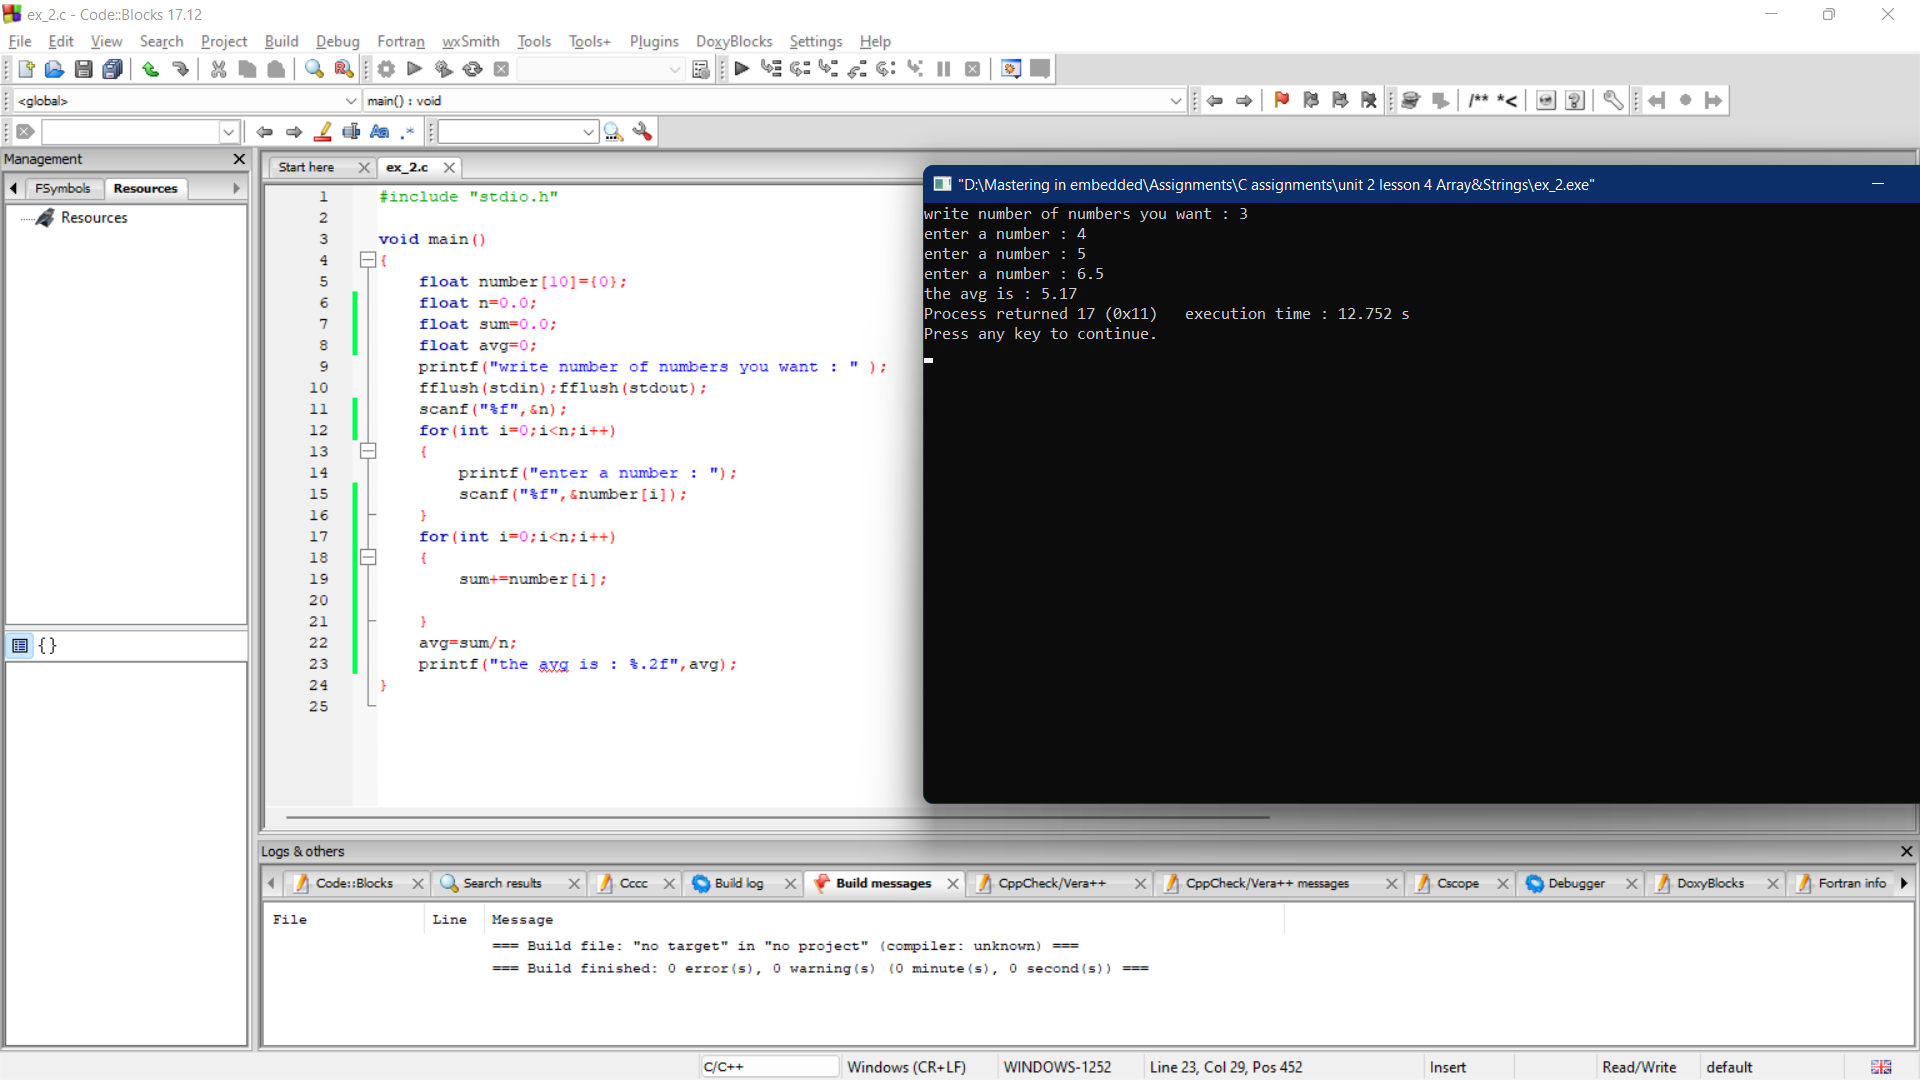 ex_2.c - Code::Blocks 17.12
File Edit View Search Project Build Debug Fortran wxSmith Tools Tools+ Plugins DoxyBlocks Settings Help
<global> main() : void
/** *<
Aa .*
Management
FSymbols Resources
Resources
{}
Start here ex_2.c
1 #include "stdio.h"
2
3 void main()
4 {
5 float number[10]={0};
6 float n=0.0;
7 float sum=0.0;
8 float avg=0;
9 printf("write number of numbers you want : " );
10 fflush(stdin);fflush(stdout);
11 scanf("%f",&n);
12 for(int i=0;i<n;i++)
13 {
14 printf("enter a number : ");
15 scanf("%f",&number[i]);
16 }
17 for(int i=0;i<n;i++)
18 {
19 sum+=number[i];
20
21 }
22 avg=sum/n;
23 printf("the avg is : %.2f",avg);
24 }
25
"D:\Mastering in embedded\Assignments\C assignments\unit 2 lesson 4 Array&Strings\ex_2.exe"
write number of numbers you want : 3
enter a number : 4
enter a number : 5
enter a number : 6.5
the avg is : 5.17
Process returned 17 (0x11)   execution time : 12.752 s
Press any key to continue.
Logs & others
Code::Blocks Search results Cccc Build log Build messages CppCheck/Vera++ CppCheck/Vera++ messages Cscope Debugger DoxyBlocks Fortran info
File Line Message
=== Build file: "no target" in "no project" (compiler: unknown) ===
=== Build finished: 0 error(s), 0 warning(s) (0 minute(s), 0 second(s)) ===
C/C++ Windows (CR+LF) WINDOWS-1252 Line 23, Col 29, Pos 452 Insert Read/Write default